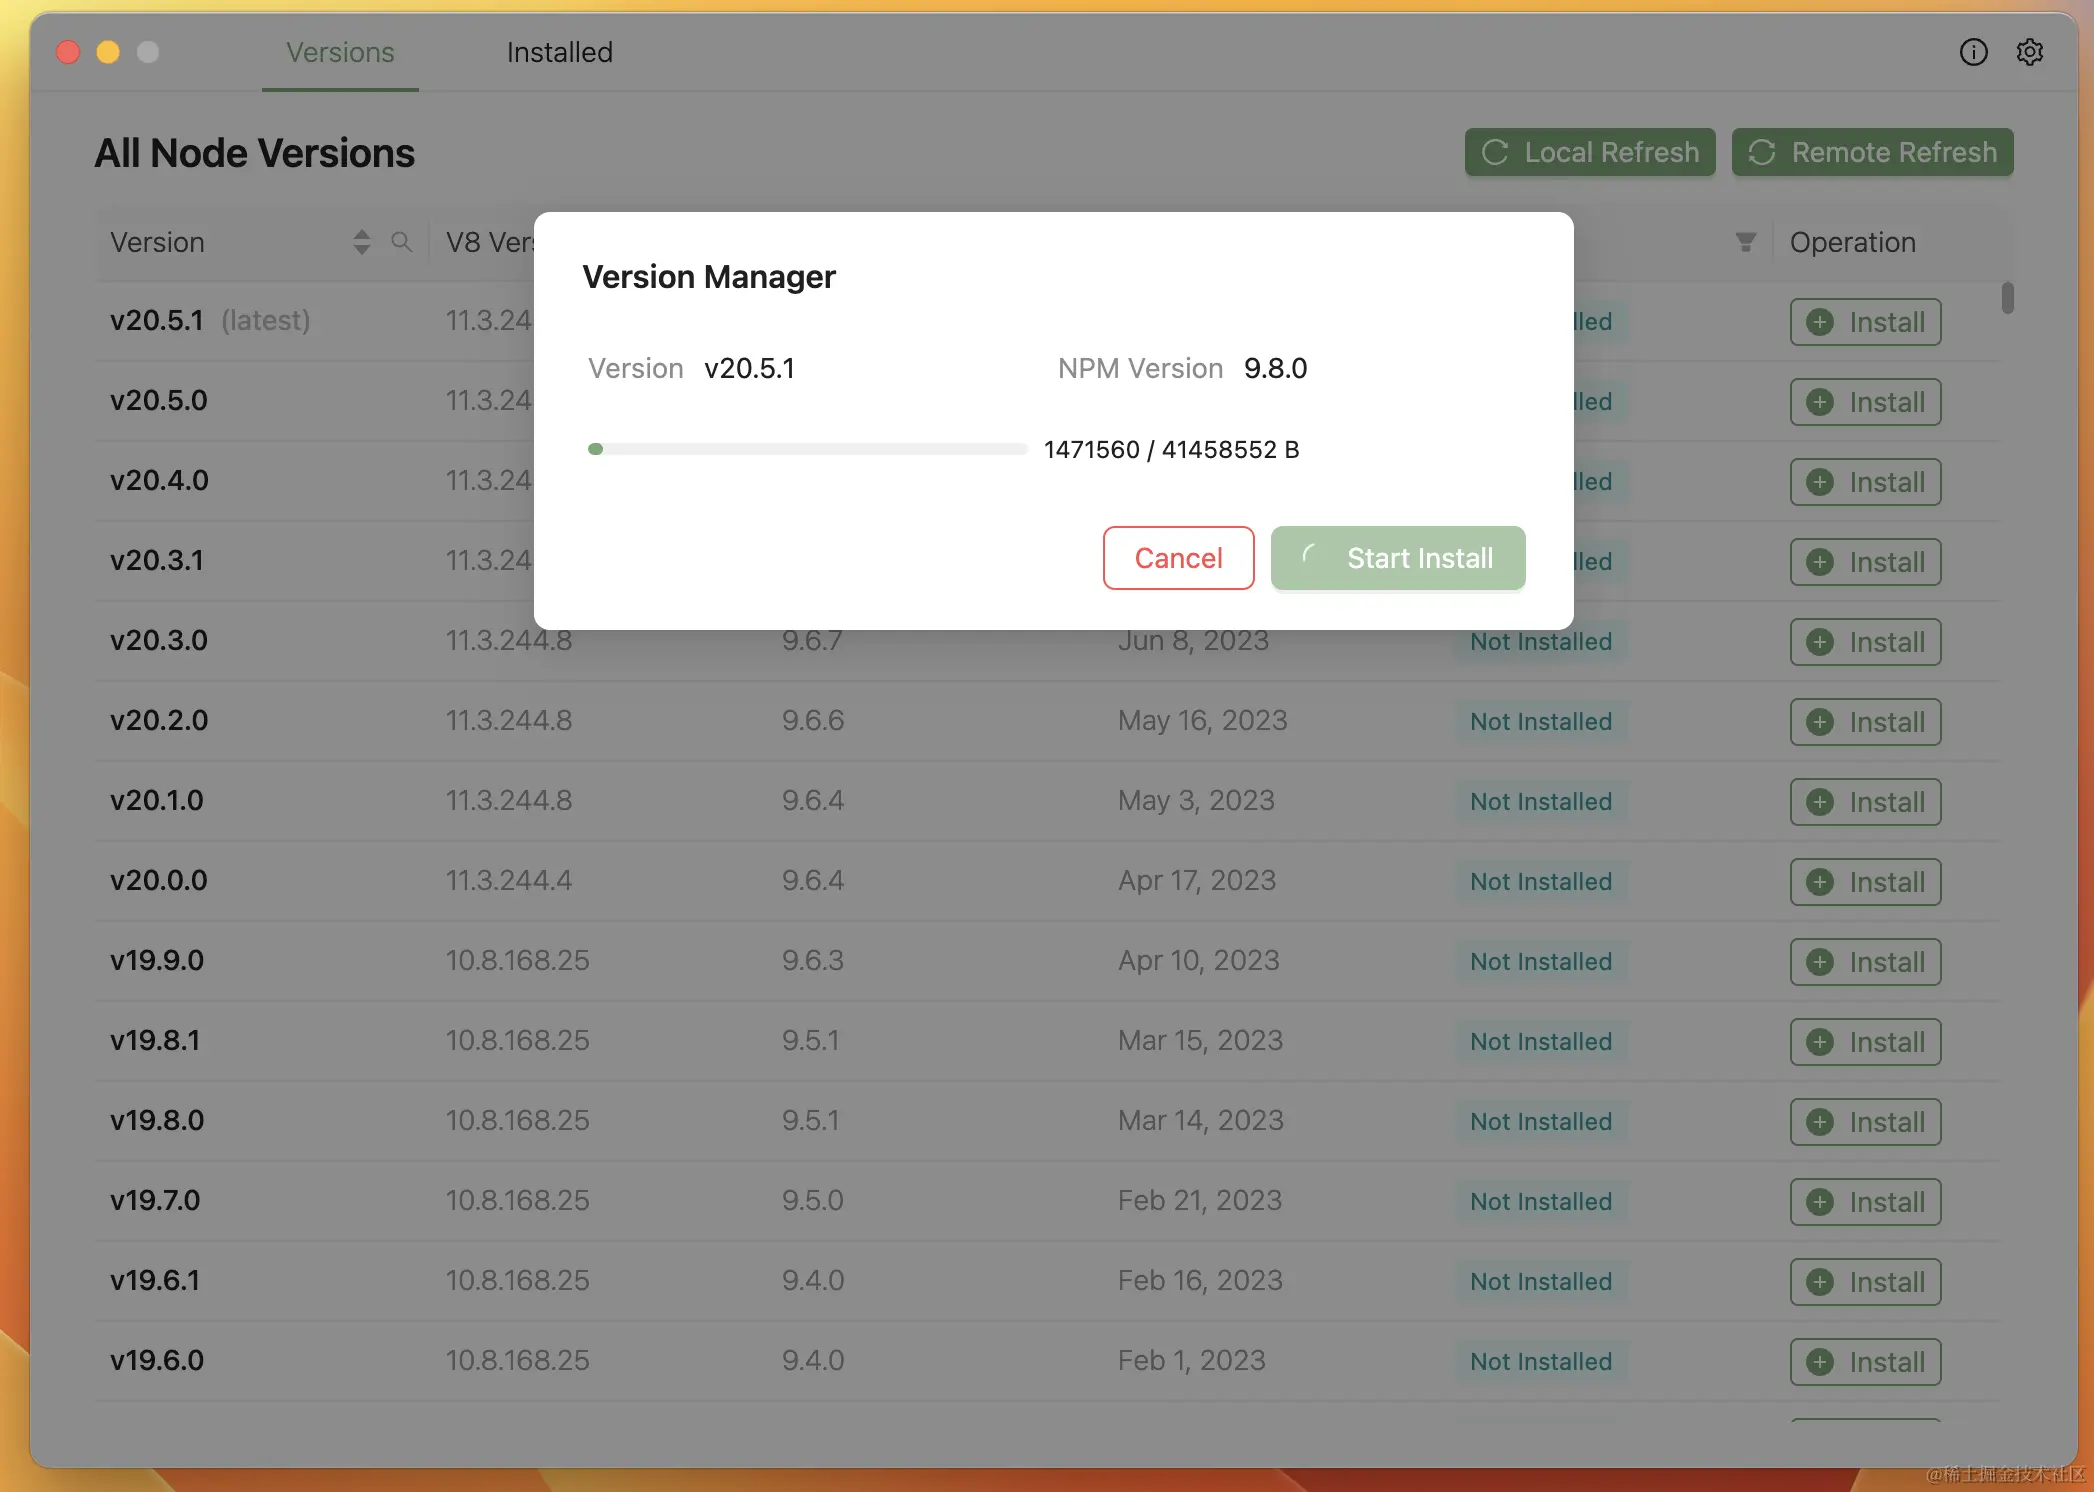 Versions Installed
All Node Versions Local Refresh Remote Refresh
Version V8 Operation
Version Manager
v20.5.1 (latest) 11.3.24 Install
Version v20.5.1 NPM Version 9.8.0
v20.5.0 11.3.24 Install
1471560 / 41458552 B
v20.4.0 11.3.24 Install
v20.3.1 11.3.24 Install
Cancel Start Install
v20.3.0 11.3.244.8 9.6.7 Jun 8, 2023 Not Installed Install
v20.2.0 11.3.244.8 9.6.6 May 16, 2023 Not Installed Install
v20.1.0 11.3.244.8 9.6.4 May 3, 2023 Not Installed Install
v20.0.0 11.3.244.4 9.6.4 Apr 17, 2023 Not Installed Install
v19.9.0 10.8.168.25 9.6.3 Apr 10, 2023 Not Installed Install
v19.8.1 10.8.168.25 9.5.1 Mar 15, 2023 Not Installed Install
v19.8.0 10.8.168.25 9.5.1 Mar 14, 2023 Not Installed Install
v19.7.0 10.8.168.25 9.5.0 Feb 21, 2023 Not Installed Install
v19.6.1 10.8.168.25 9.4.0 Feb 16, 2023 Not Installed Install
v19.6.0 10.8.168.25 9.4.0 Feb 1, 2023 Not Installed Install
@稀土掘金技术社区